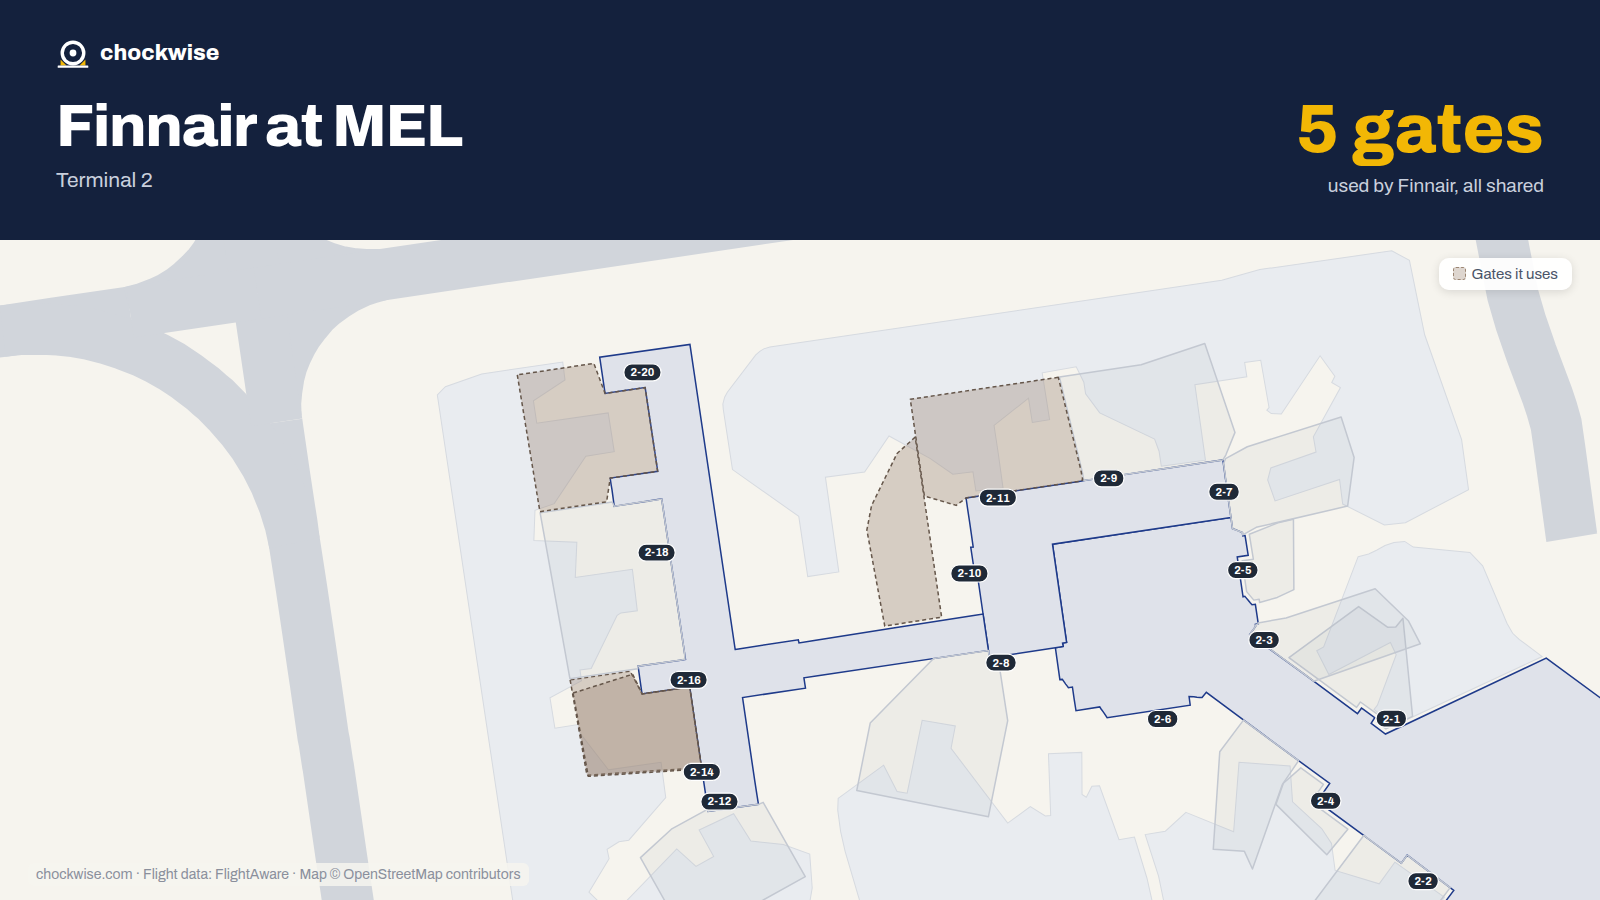 chockwise
Finnair at MEL
Terminal 2
5 gates
used by Finnair, all shared
Gates it uses
2-20
2-9
2-7
2-11
2-18
2-5
2-10
2-3
2-8
2-16
2-1
2-6
2-14
2-12
2-4
2-2
chockwise.com · Flight data: FlightAware · Map © OpenStreetMap contributors